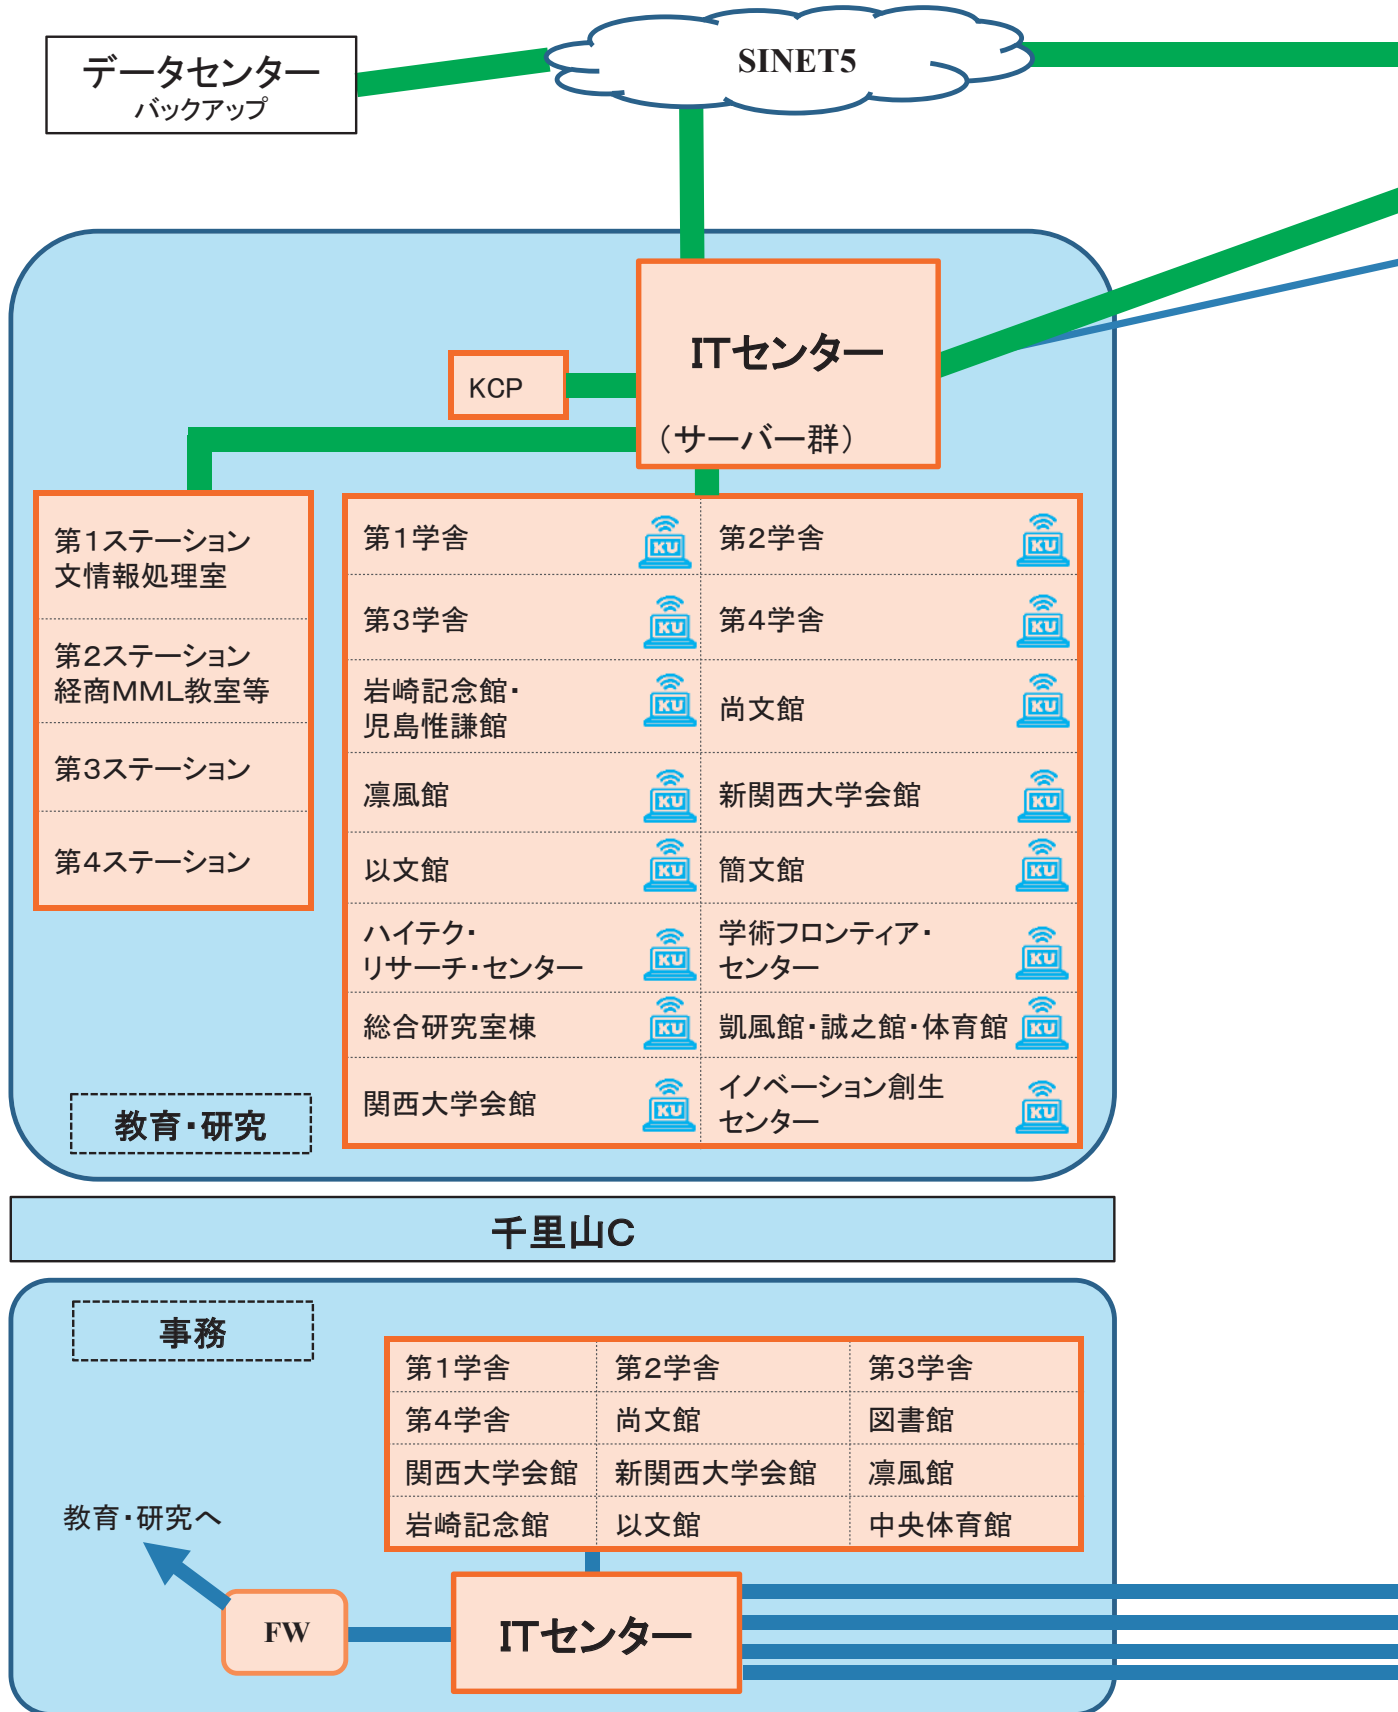 データセンター
バックアップ
SINET5
ITセンター
（サーバー群）
KCP
第1ステーション
文情報処理室
第2ステーション
経商MML教室等
第3ステーション
第4ステーション
第1学舎
KU
第2学舎
KU
第3学舎
KU
第4学舎
KU
岩崎記念館・
児島惟謙館
KU
尚文館
KU
凛風館
KU
新関西大学会館
KU
以文館
KU
簡文館
KU
ハイテク・
リサーチ・センター
KU
学術フロンティア・
センター
KU
総合研究室棟
KU
凱風館・誠之館・体育館
KU
関西大学会館
KU
イノベーション創生
センター
KU
教育・研究
千里山C
事務
第1学舎
第2学舎
第3学舎
第4学舎
尚文館
図書館
関西大学会館
新関西大学会館
凛風館
岩崎記念館
以文館
中央体育館
教育・研究へ
FW
ITセンター